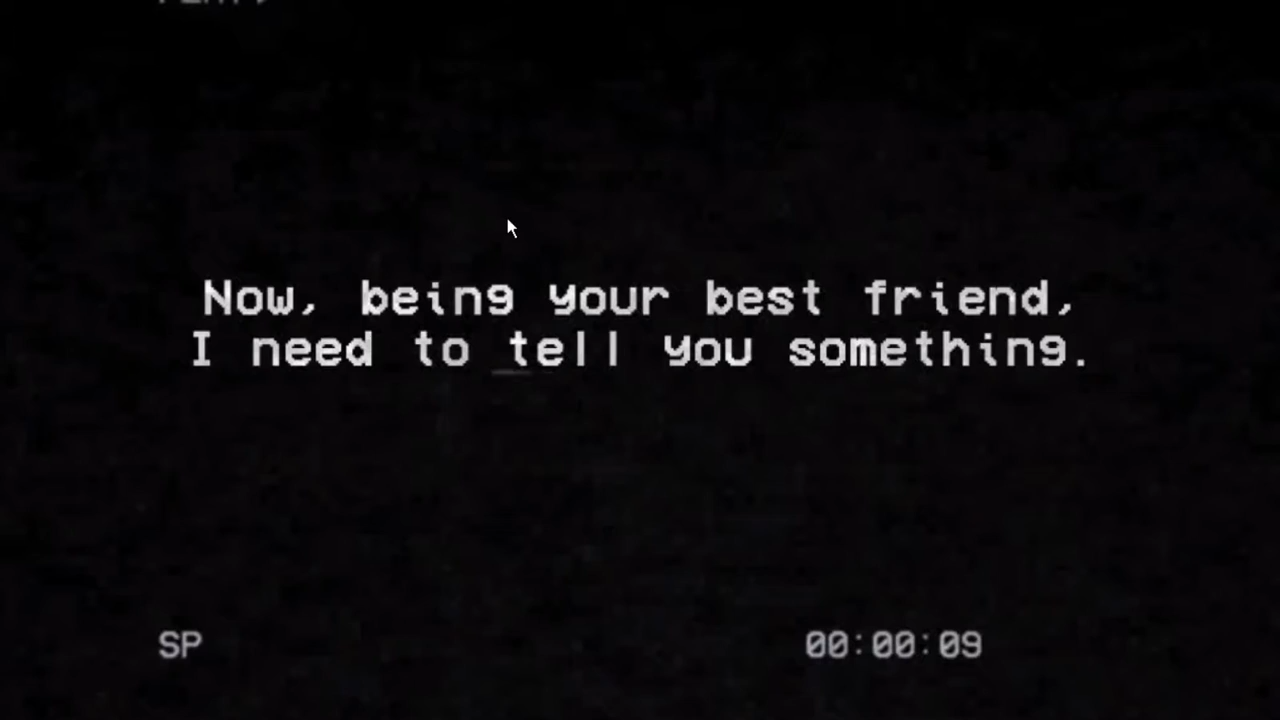 Now, being your best friend,
I need to tell you something.
SP
00:00:09